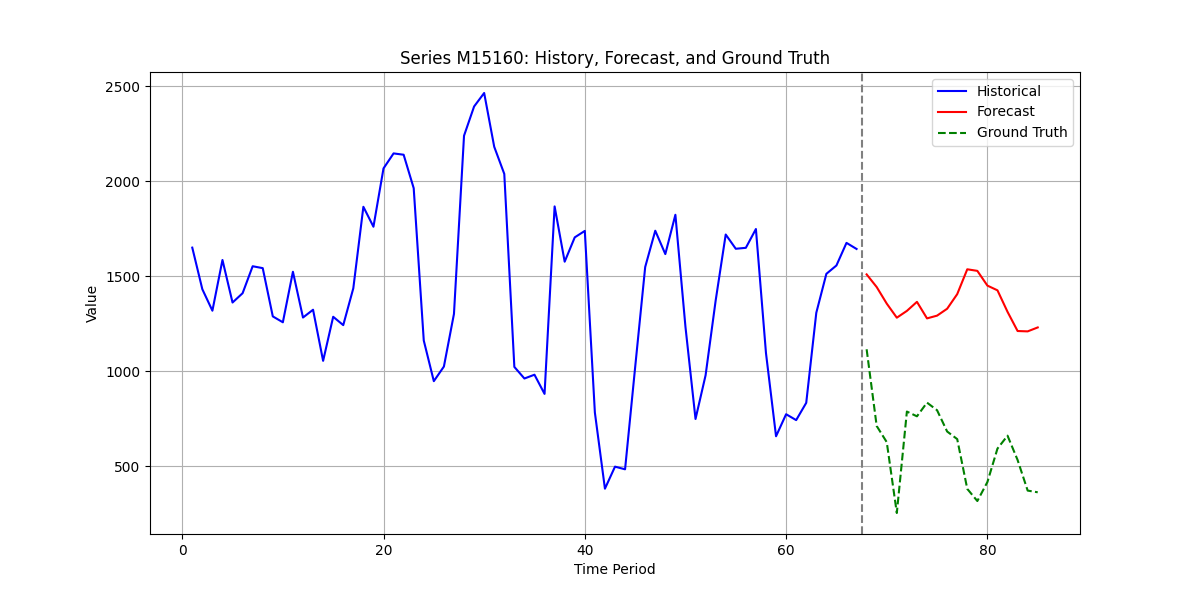 Series M15160: History, Forecast, and Ground Truth
Historical
Forecast
Ground Truth
Value
2500
2000
1500
1000
500
0
20
40
60
80
Time Period